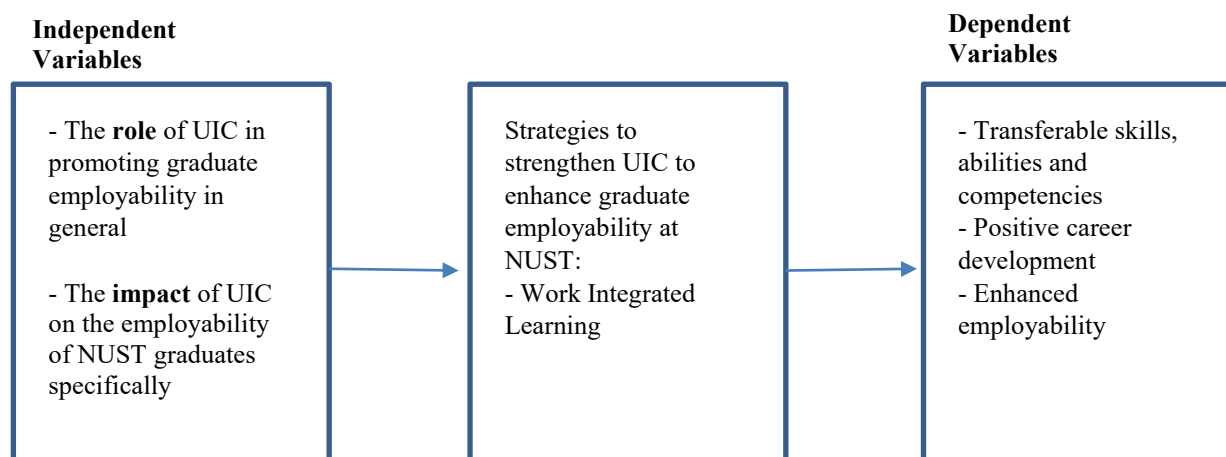 Independent
Variables
- The role of UIC in
promoting graduate
employability in
general
- The impact of UIC
on the employability
of NUST graduates
specifically
Strategies to
strengthen UIC to
enhance graduate
employability at
NUST:
- Work Integrated
Learning
Dependent
Variables
- Transferable skills,
abilities and
competencies
- Positive career
development
- Enhanced
employability